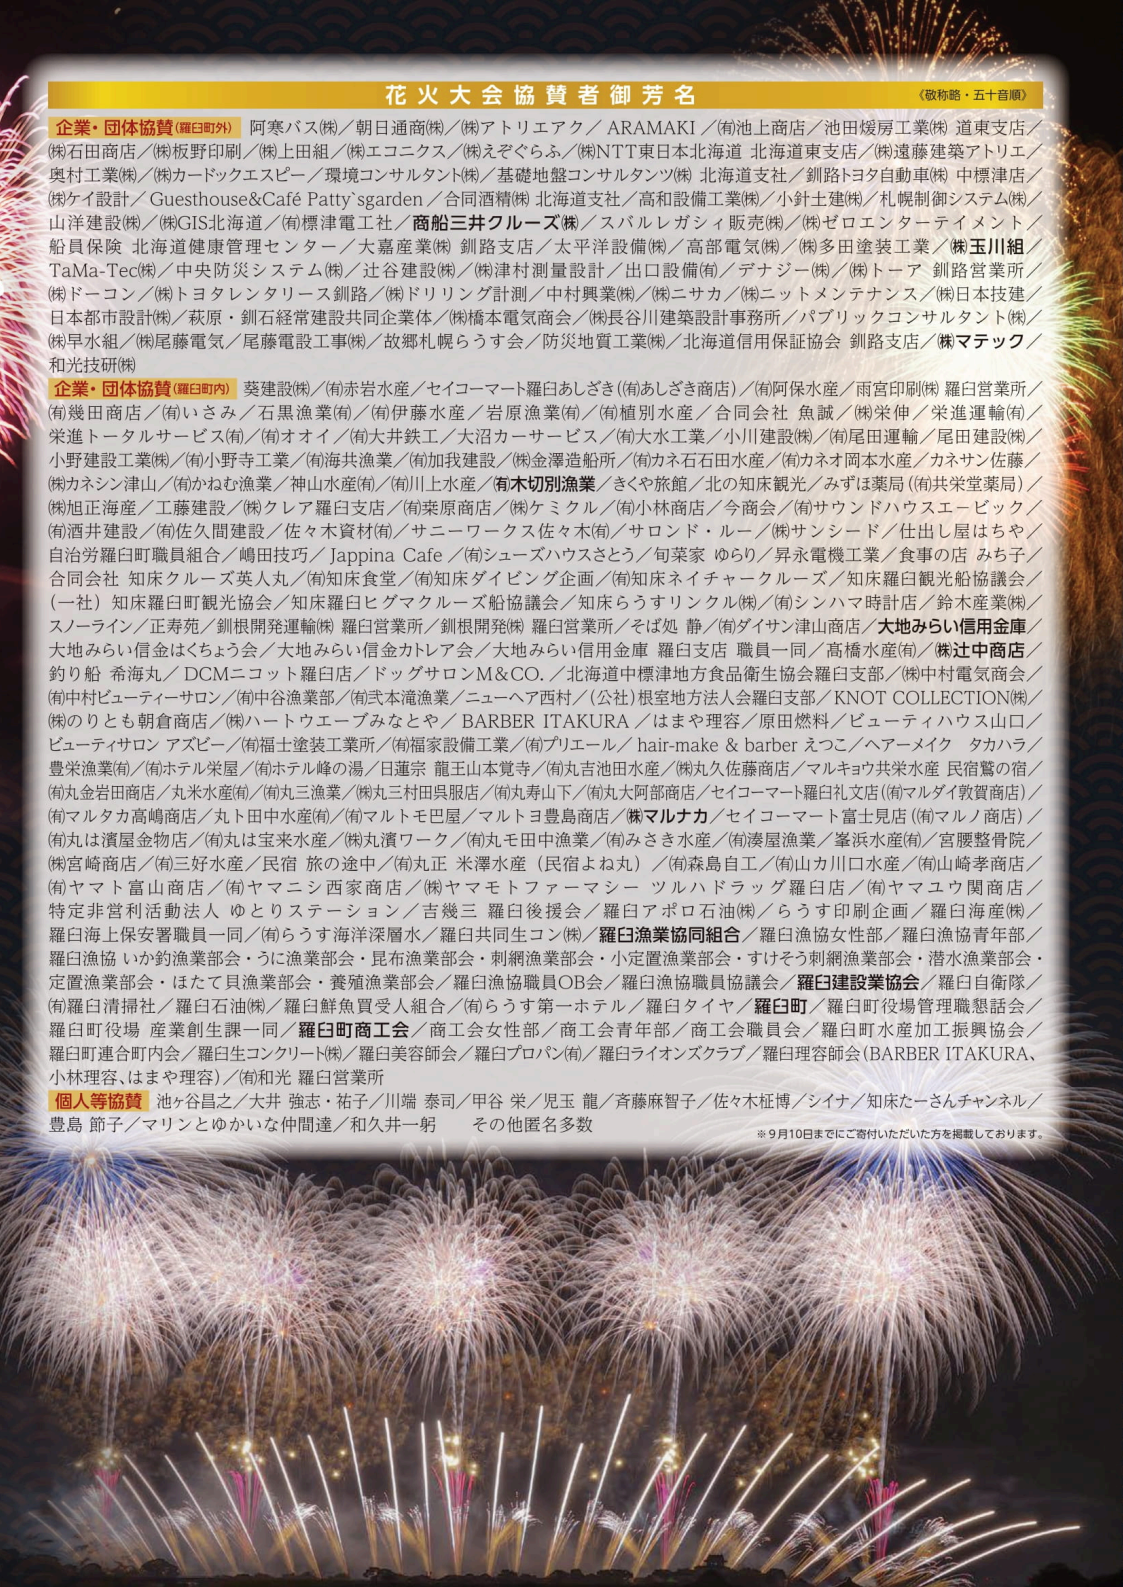 花火大会協賛者御芳名
《敬称略・五十音順》
企業・団体協賛(羅臼町外) 阿寒バス㈱／朝日通商㈱／㈱アトリエアク／ ARAMAKI ／㈲池上商店／池田煖房工業㈱ 道東支店／
㈱石田商店／㈱板野印刷／㈱上田組／㈱エコニクス／㈱えぞぐらふ／㈱NTT東日本北海道 北海道東支店／㈱遠藤建築アトリエ／
奥村工業㈱／㈱カードックエスピー／環境コンサルタント㈱／基礎地盤コンサルタンツ㈱ 北海道支社／釧路トヨタ自動車㈱ 中標津店／
㈱ケイ設計／ Guesthouse&Café Patty`sgarden ／合同酒精㈱ 北海道支社／高和設備工業㈱／小針土建㈱／札幌制御システム㈱／
山洋建設㈱／㈱GIS北海道／㈲標津電工社／商船三井クルーズ㈱／スバルレガシィ販売㈱／㈱ゼロエンターテイメント／
船員保険 北海道健康管理センター／大嘉産業㈱ 釧路支店／太平洋設備㈱／高部電気㈱／㈱多田塗装工業／㈱玉川組／
TaMa-Tec㈱／中央防災システム㈱／辻谷建設㈱／㈱津村測量設計／出口設備㈲／デナジー㈱／㈱トーア 釧路営業所／
㈱ドーコン／㈱トヨタレンタリース釧路／㈱ドリリング計測／中村興業㈱／㈱ニサカ／㈱ニットメンテナンス／㈱日本技建／
日本都市設計㈱／萩原・釧石経常建設共同企業体／㈱橋本電気商会／㈱長谷川建築設計事務所／パブリックコンサルタント㈱／
㈱早水組／㈱尾藤電気／尾藤電設工事㈱／故郷札幌らうす会／防災地質工業㈱／北海道信用保証協会 釧路支店／㈱マテック／
和光技研㈱
企業・団体協賛(羅臼町内) 葵建設㈱／㈲赤岩水産／セイコーマート羅臼あしざき(㈲あしざき商店)／㈲阿保水産／雨宮印刷㈱ 羅臼営業所／
㈲幾田商店／㈲いさみ／石黒漁業㈲／㈲伊藤水産／岩原漁業㈲／㈲植別水産／合同会社 魚誠／㈱栄伸／栄進運輸㈲／
栄進トータルサービス㈲／㈲オオイ／㈲大井鉄工／大沼カーサービス／㈲大水工業／小川建設㈱／㈲尾田運輸／尾田建設㈱／
小野建設工業㈱／㈲小野寺工業／㈲海共漁業／㈲加我建設／㈱金澤造船所／㈲カネ石石田水産／㈲カネオ岡本水産／カネサン佐藤／
㈱カネシン津山／㈲かねむ漁業／神山水産㈲／㈲川上水産／㈲木切別漁業／きくや旅館／北の知床観光／みずほ薬局(㈲共栄堂薬局)／
㈱旭正海産／工藤建設／㈱クレア羅臼支店／㈲桒原商店／㈱ケミクル／㈲小林商店／今商会／㈲サウンドハウスエービック／
㈲酒井建設／㈲佐久間建設／佐々木資材㈲／サニーワークス佐々木㈲／サロンド・ルー／㈱サンシード／仕出し屋はちや／
自治労羅臼町職員組合／嶋田技巧／ Jappina Cafe ／㈲シューズハウスさとう／旬菜家 ゆらり／昇永電機工業／食事の店 みち子／
合同会社 知床クルーズ英人丸／㈲知床食堂／㈲知床ダイビング企画／㈲知床ネイチャークルーズ／知床羅臼観光船協議会／
(一社) 知床羅臼町観光協会／知床羅臼ヒグマクルーズ船協議会／知床らうすリンクル㈱／㈲シンハマ時計店／鈴木産業㈱／
スノーライン／正寿苑／釧根開発運輸㈱ 羅臼営業所／釧根開発㈱ 羅臼営業所／そば処 静／㈲ダイサン津山商店／大地みらい信用金庫／
大地みらい信金はくちょう会／大地みらい信金カトレア会／大地みらい信用金庫 羅臼支店 職員一同／髙橋水産㈲／㈱辻中商店／
釣り船 希海丸／ DCMニコット羅臼店／ドッグサロンM＆CO.／北海道中標津地方食品衛生協会羅臼支部／㈱中村電気商会／
㈲中村ビューティーサロン／㈲中谷漁業部／㈲弐本滝漁業／ニューヘア西村／(公社)根室地方法人会羅臼支部／KNOT COLLECTION㈱／
㈱のりとも朝倉商店／㈱ハートウエーブみなとや／ BARBER ITAKURA ／はまや理容／原田燃料／ビューティハウス山口／
ビューティサロン アズビー／㈲福士塗装工業所／㈲福家設備工業／㈲プリエール／ hair-make & barber えつこ／ヘアーメイク　タカハラ／
豊栄漁業㈲／㈲ホテル栄屋／㈲ホテル峰の湯／日蓮宗 龍王山本覚寺／㈲丸吉池田水産／㈱丸久佐藤商店／マルキョウ共栄水産 民宿鷲の宿／
㈲丸金岩田商店／丸米水産㈲／㈲丸三漁業／㈱丸三村田呉服店／㈲丸寿山下／㈲丸大阿部商店／セイコーマート羅臼礼文店(㈲マルダイ敦賀商店)／
㈲マルタカ高嶋商店／丸ト田中水産㈲／㈲マルトモ巴屋／マルトヨ豊島商店／㈱マルナカ／セイコーマート富士見店(㈲マルノ商店)／
㈲丸は濱屋金物店／㈲丸は宝来水産／㈱丸濱ワーク／㈲丸モ田中漁業／㈲みさき水産／㈲湊屋漁業／峯浜水産㈲／宮腰整骨院／
㈱宮崎商店／㈲三好水産／民宿 旅の途中／㈲丸正 米澤水産（民宿よね丸）／㈲森島自工／㈲山カ川口水産／㈲山崎孝商店／
㈲ヤマト富山商店／㈲ヤマニシ西家商店／㈱ヤマモトファーマシー ツルハドラッグ羅臼店／㈲ヤマユウ関商店／
特定非営利活動法人 ゆとりステーション／吉幾三 羅臼後援会／羅臼アポロ石油㈱／らうす印刷企画／羅臼海産㈱／
羅臼海上保安署職員一同／㈲らうす海洋深層水／羅臼共同生コン㈱／羅臼漁業協同組合／羅臼漁協女性部／羅臼漁協青年部／
羅臼漁協 いか釣漁業部会・うに漁業部会・昆布漁業部会・刺網漁業部会・小定置漁業部会・すけそう刺網漁業部会・潜水漁業部会・
定置漁業部会・ほたて貝漁業部会・養殖漁業部会／羅臼漁協職員OB会／羅臼漁協職員協議会／羅臼建設業協会／羅臼自衛隊／
㈲羅臼清掃社／羅臼石油㈱／羅臼鮮魚買受人組合／㈲らうす第一ホテル／羅臼タイヤ／羅臼町／羅臼町役場管理職懇話会／
羅臼町役場 産業創生課一同／羅臼町商工会／商工会女性部／商工会青年部／商工会職員会／羅臼町水産加工振興協会／
羅臼町連合町内会／羅臼生コンクリート㈱／羅臼美容師会／羅臼プロパン㈲／羅臼ライオンズクラブ／羅臼理容師会(BARBER ITAKURA、
小林理容、はまや理容)／㈲和光 羅臼営業所
個人等協賛 池ヶ谷昌之／大井 強志・祐子／川端 泰司／甲谷 栄／児玉 龍／斉藤麻智子／佐々木柾博／シイナ／知床たーさんチャンネル／
豊島 節子／マリンとゆかいな仲間達／和久井一躬　　その他匿名多数
※９月10日までにご寄付いただいた方を掲載しております。